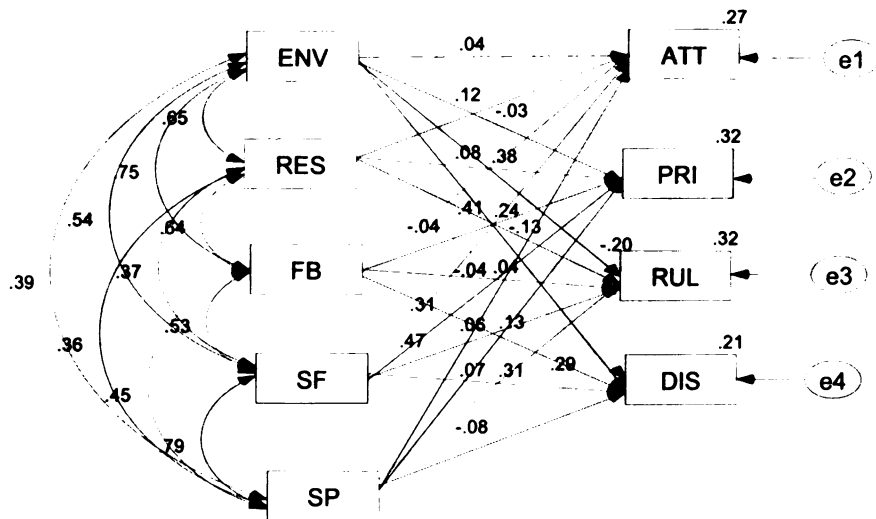 .27
ENV
.04
ATT
e1
.65
.12
-.03
.32
RES
.08
.38
PRI
e2
.75
.54
.64
-.04
.41
.24
-.13
-.20
.32
.39
.37
FB
-.04
.04
RUL
e3
.53
.31
.06
.13
.36
.47
.21
.45
SF
.07
.31
.29
DIS
e4
.79
-.08
SP